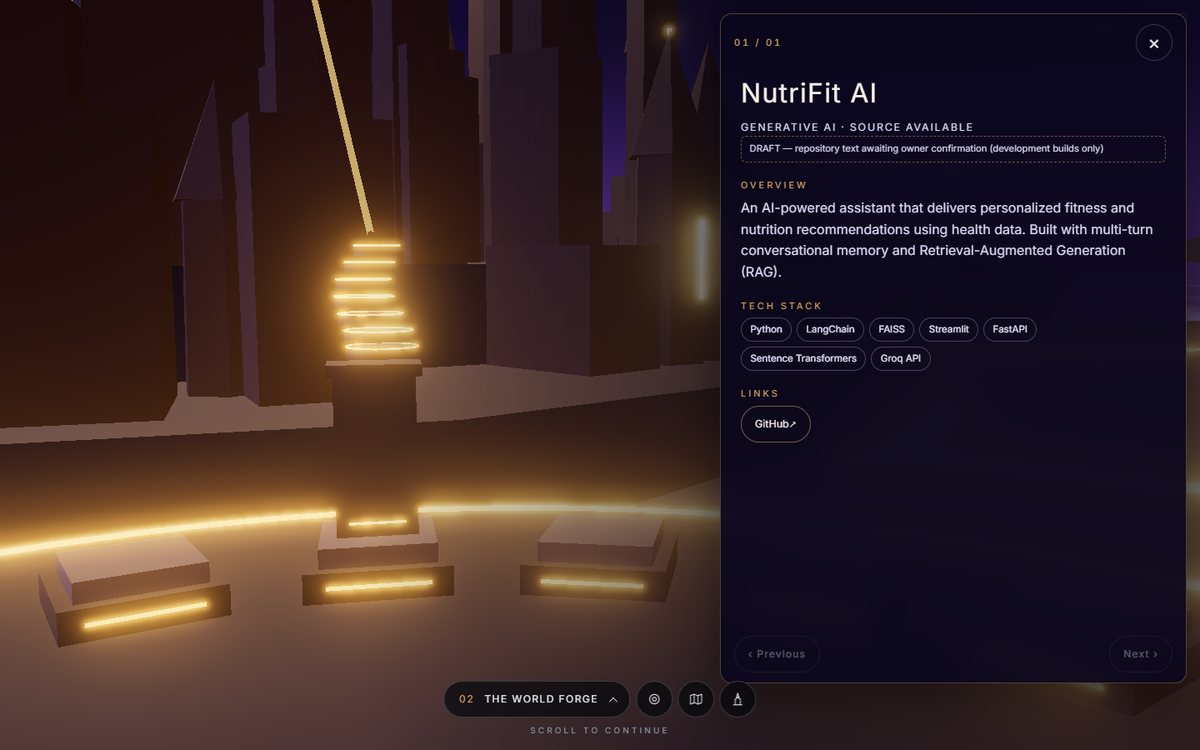 01 / 01
×
NutriFit AI
GENERATIVE AI · SOURCE AVAILABLE
DRAFT — repository text awaiting owner confirmation (development builds only)
OVERVIEW
An AI-powered assistant that delivers personalized fitness and
nutrition recommendations using health data. Built with multi-turn
conversational memory and Retrieval-Augmented Generation
(RAG).
TECH STACK
Python LangChain FAISS Streamlit FastAPI
Sentence Transformers Groq API
LINKS
GitHub↗
‹ Previous Next ›
02 THE WORLD FORGE
SCROLL TO CONTINUE